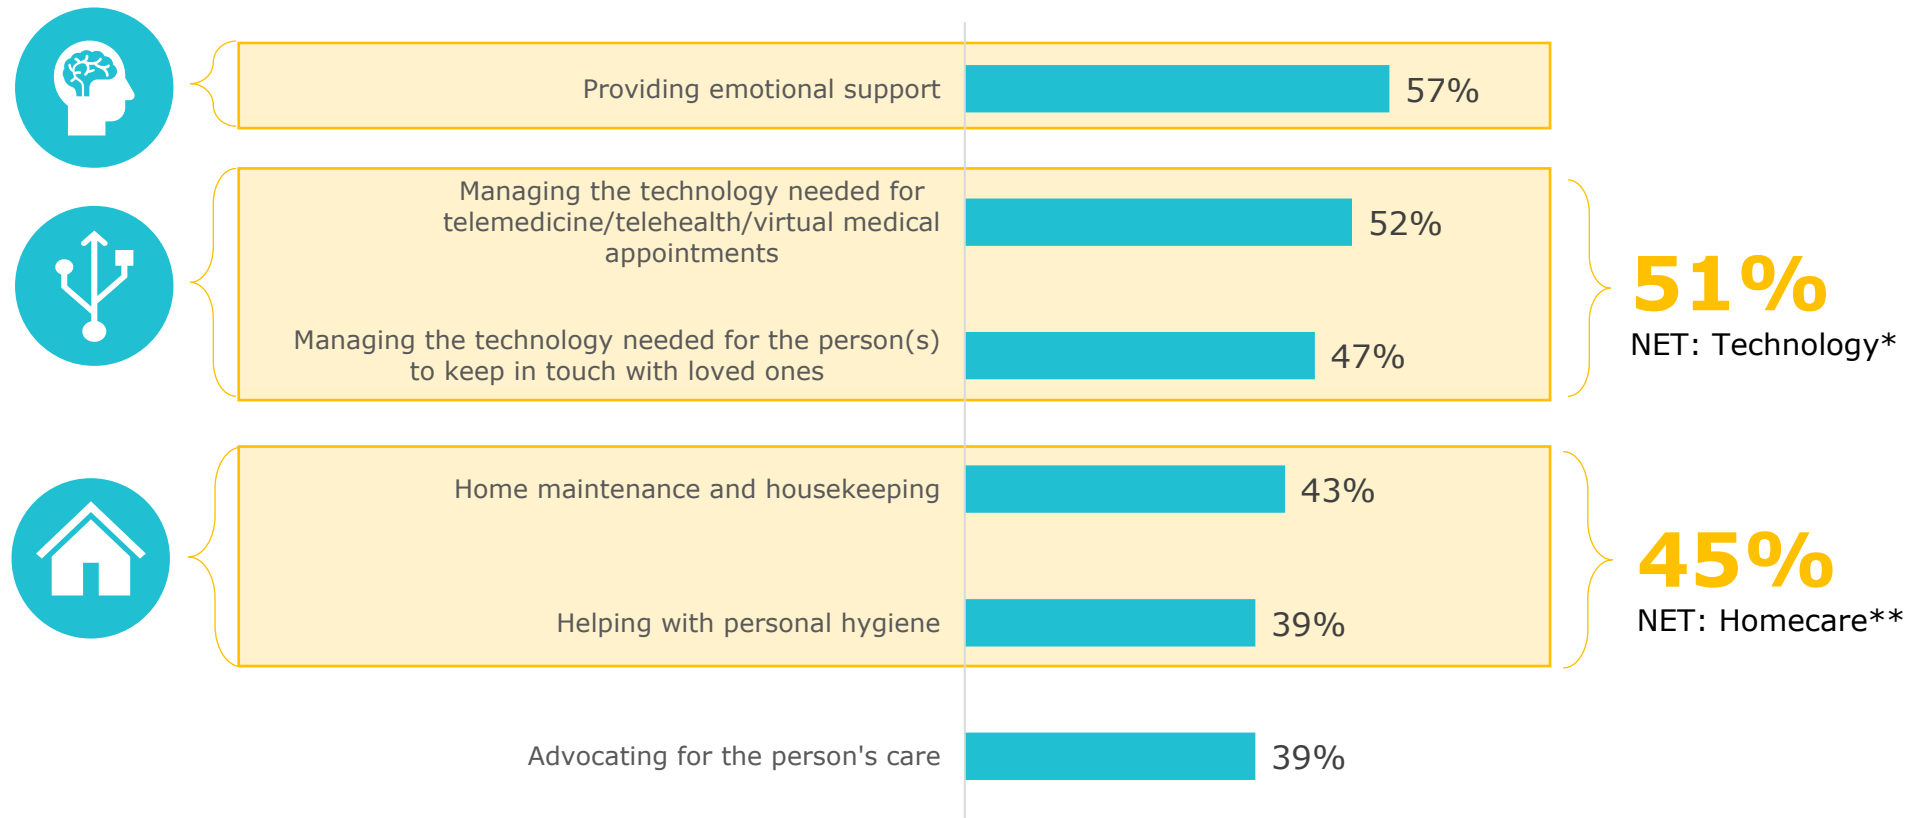 Providing emotional support
57%
Managing the technology needed for
telemedicine/telehealth/virtual medical
appointments
52%
Managing the technology needed for the person(s)
to keep in touch with loved ones
47%
51%
NET: Technology*
Home maintenance and housekeeping
43%
Helping with personal hygiene
39%
45%
NET: Homecare**
Advocating for the person's care
39%